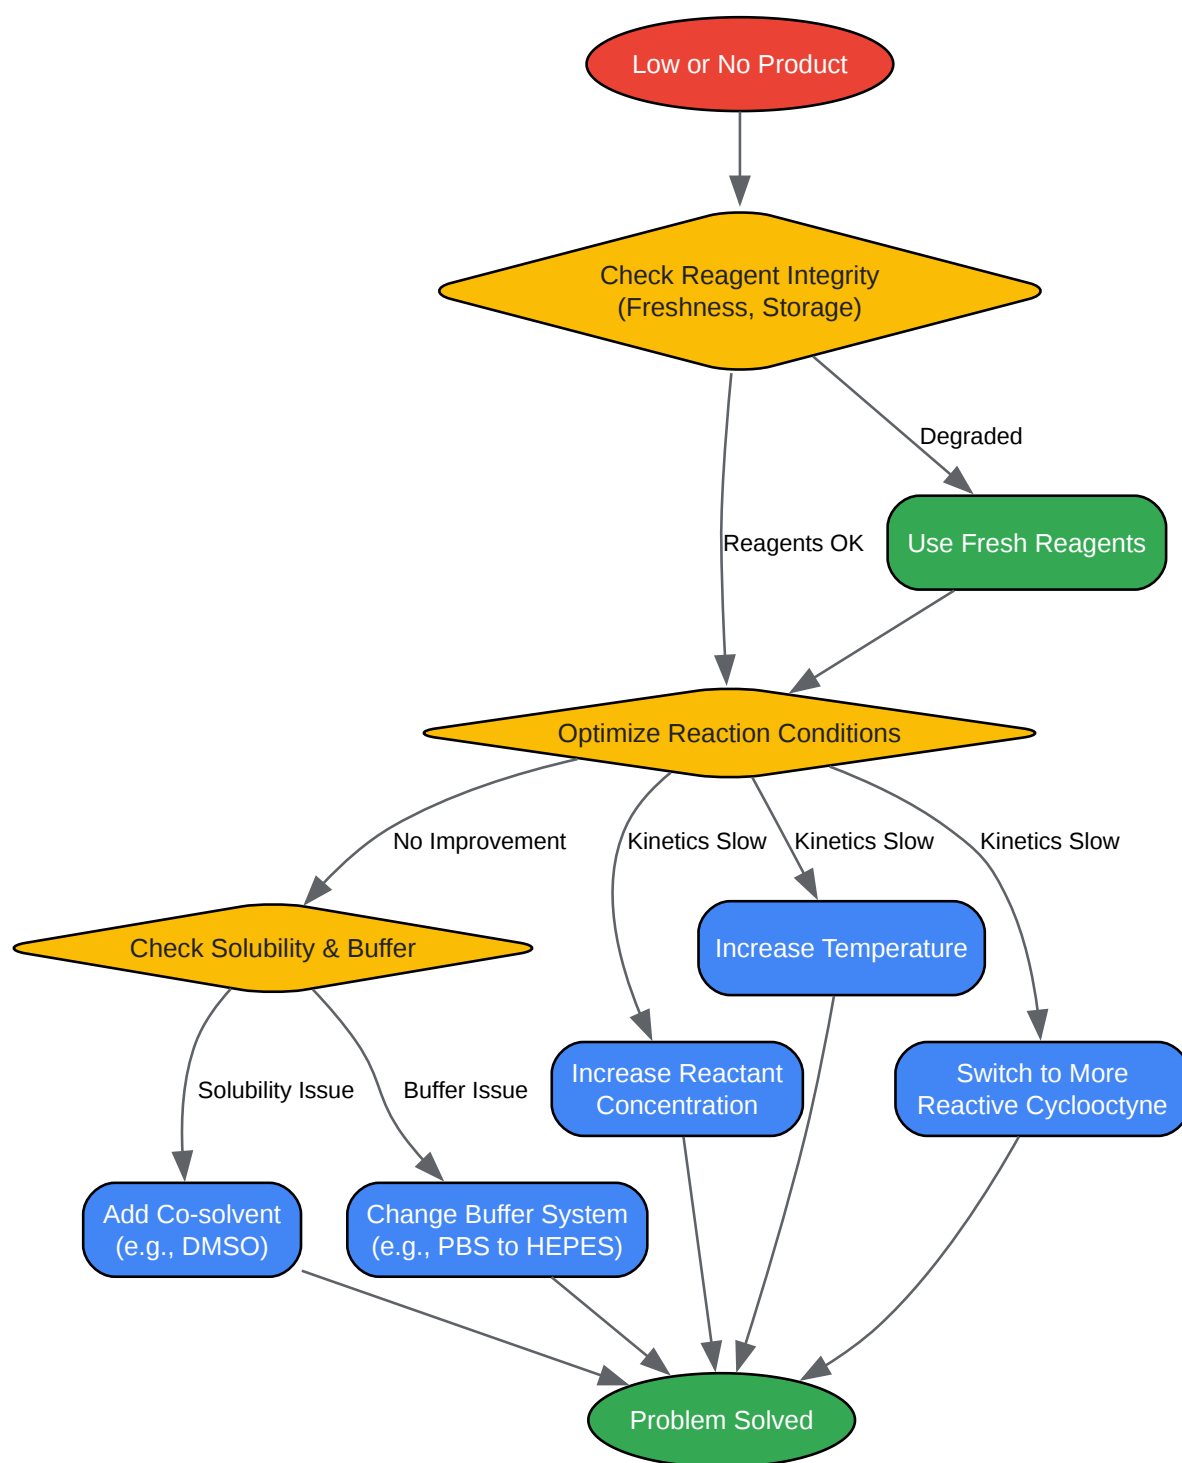 Low or No Product
Check Reagent Integrity
(Freshness, Storage)
Degraded
Reagents OK
Use Fresh Reagents
Optimize Reaction Conditions
No Improvement
Kinetics Slow
Kinetics Slow
Kinetics Slow
Check Solubility & Buffer
Increase Temperature
Solubility Issue
Buffer Issue
Increase Reactant
Concentration
Switch to More
Reactive Cyclooctyne
Add Co-solvent
(e.g., DMSO)
Change Buffer System
(e.g., PBS to HEPES)
Problem Solved